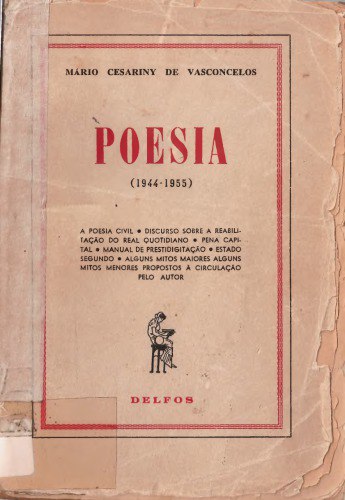 MÁRIO CESARINY DE VASCONCELOS
POESIA
(1944-1955)
A POESIA CIVIL • DISCURSO SOBRE A REABILI-
TAÇÃO DO REAL QUOTIDIANO • PENA CAPI-
TAL • MANUAL DE PRESTIDIGITAÇÃO • ESTADO
SEGUNDO • ALGUNS MITOS MAIORES ALGUNS
MITOS MENORES PROPOSTOS À CIRCULAÇÃO
PELO AUTOR
DELFOS